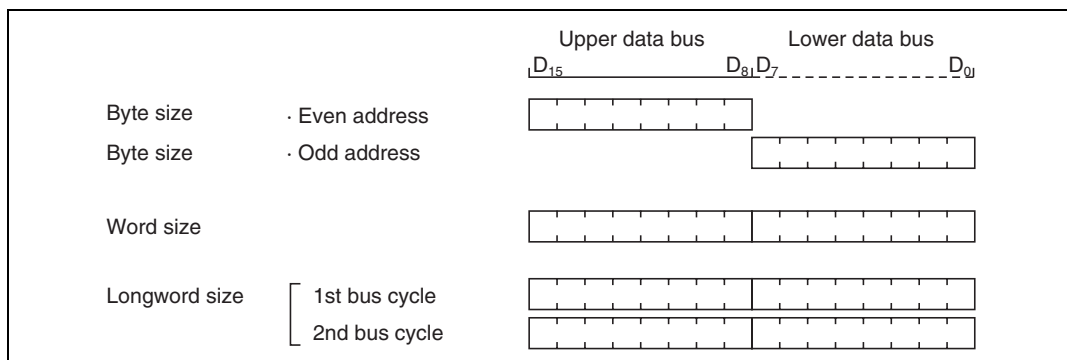 Upper data bus Lower data bus
D15 D8 D7 D0
Byte size · Even address
Byte size · Odd address
Word size
Longword size 1st bus cycle
2nd bus cycle